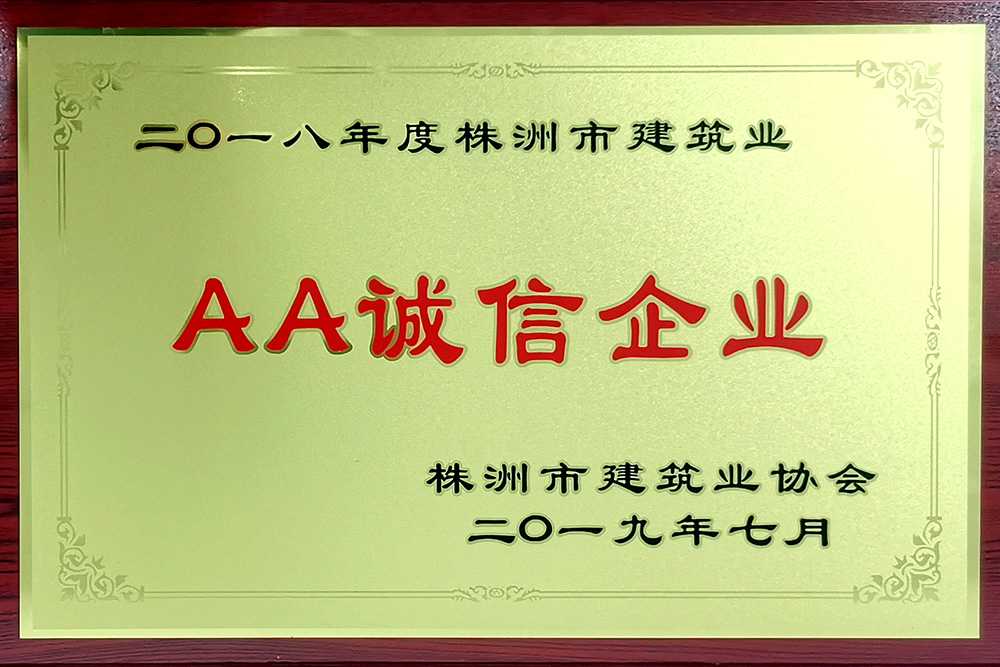 二〇一八年度株洲市建筑业
AA诚信企业
株洲市建筑业协会
二〇一九年七月